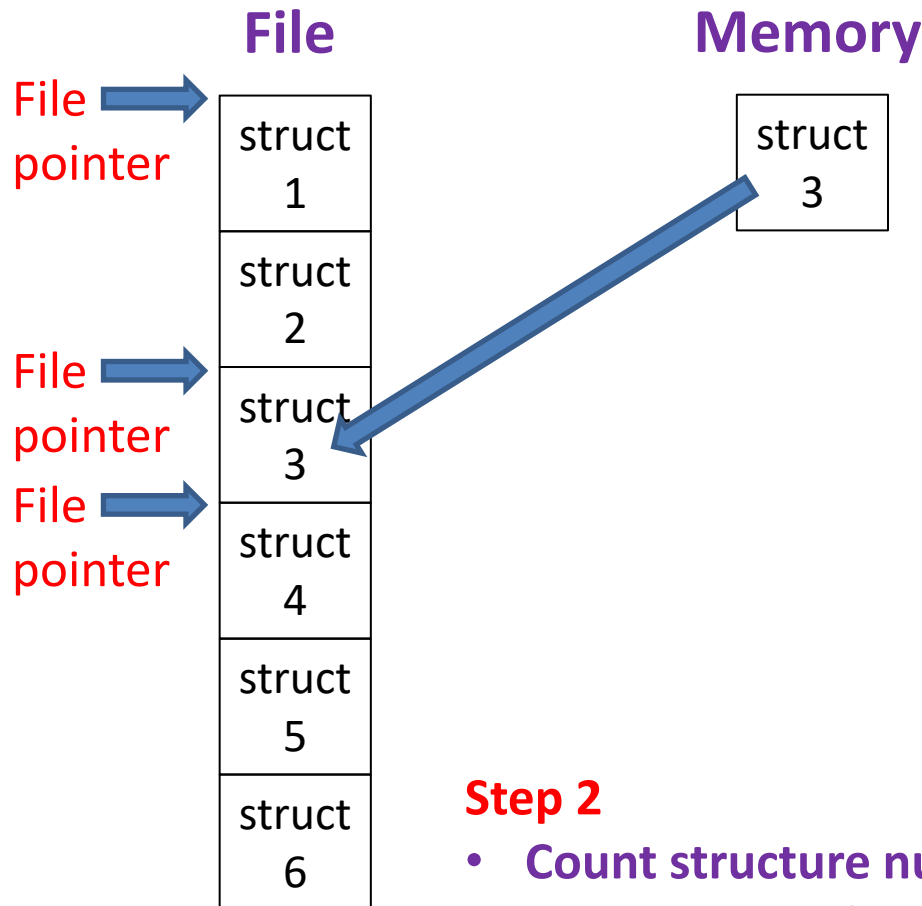 File
Memory
File
pointer
struct
1
struct
3
struct
2
File
pointer
struct
3
File
pointer
struct
4
struct
5
struct
6
Step 2
• Count structure nu